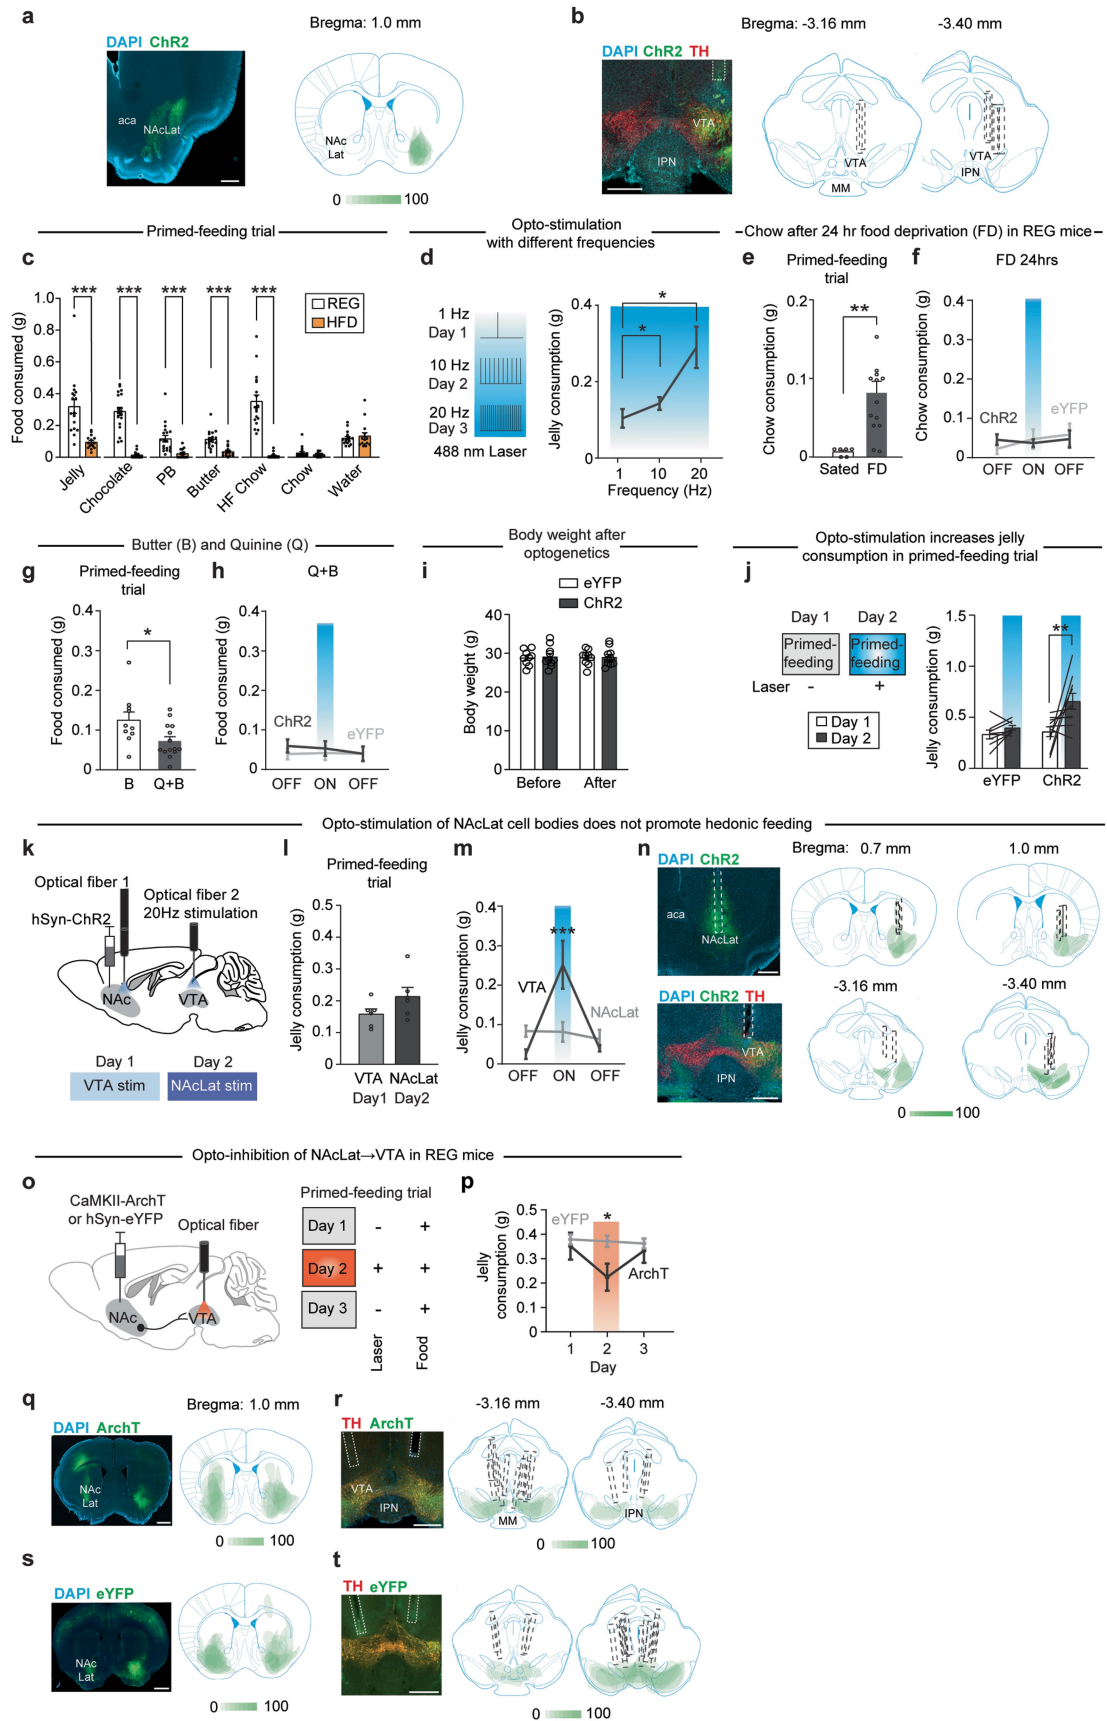 a
Bregma: 1.0 mm
DAPI ChR2
aca
NAcLat
NAc
Lat
0 100
b
Bregma: -3.16 mm
-3.40 mm
DAPI ChR2 TH
VTA
IPN
VTA
MM
VTA
IPN
Primed-feeding trial
c
Food consumed (g)
1.0
0.8
0.6
0.4
0.2
0
*** *** *** *** ***
REG
HFD
Jelly
Chocolate
PB
Butter
HF Chow
Chow
Water
Opto-stimulation
with different frequencies
d
1 Hz
Day 1
10 Hz
Day 2
20 Hz
Day 3
488 nm Laser
Jelly consumption (g)
0.4
0.2
0
*
*
1 10 20
Frequency (Hz)
Chow after 24 hr food deprivation (FD) in REG mice
e
Primed-feeding
trial
Chow consumption (g)
0.2
0.1
0
**
Sated FD
f
FD 24hrs
Chow consumption (g)
0.4
0.3
0.2
0.1
0
ChR2
eYFP
OFF ON OFF
Butter (B) and Quinine (Q)
g
Primed-feeding
trial
Food consumed (g)
0.4
0.3
0.2
0.1
0
*
B Q+B
h
Q+B
Food consumed (g)
0.4
0.3
0.2
0.1
0
ChR2
eYFP
OFF ON OFF
Body weight after
optogenetics
i
eYFP
ChR2
Body weight (g)
40
30
20
10
0
Before After
Opto-stimulation increases jelly
consumption in primed-feeding trial
j
Day 1 Day 2
Primed-
feeding
Primed-
feeding
Laser - +
Day 1
Day 2
Jelly consumption (g)
1.5
1.0
0.5
0
**
eYFP ChR2
Opto-stimulation of NAcLat cell bodies does not promote hedonic feeding
k
Optical fiber 1
hSyn-ChR2
Optical fiber 2
20Hz stimulation
NAc
VTA
Day 1 Day 2
VTA stim NAcLat stim
l
Primed-feeding
trial
Jelly consumption (g)
0.5
0.4
0.3
0.2
0.1
0
VTA NAcLat
Day1 Day2
m
Jelly consumption (g)
0.4
0.3
0.2
0.1
0
***
VTA
NAcLat
OFF ON OFF
n
DAPI ChR2
aca
NAcLat
Bregma: 0.7 mm
1.0 mm
DAPI ChR2 TH
VTA
IPN
-3.16 mm
-3.40 mm
0 100
Opto-inhibition of NAcLat→VTA in REG mice
o
CaMKII-ArchT
or hSyn-eYFP
Optical fiber
NAc
VTA
Primed-feeding trial
Day 1 - +
Day 2 + +
Day 3 - +
Laser
Food
p
Jelly
consumption (g)
0.5
0.4
0.3
0.2
0.1
0
eYFP
*
ArchT
1 2 3
Day
q
Bregma: 1.0 mm
DAPI ArchT
NAc
Lat
0 100
r
-3.16 mm
-3.40 mm
TH ArchT
VTA
IPN
MM
IPN
0 100
s
DAPI eYFP
NAc
Lat
0 100
t
TH eYFP
0 100